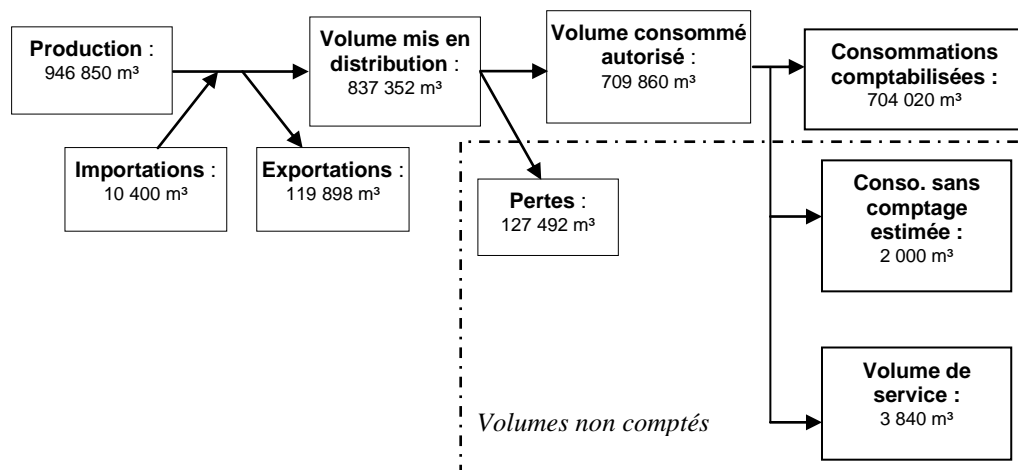 Production :
946 850 m³
Volume mis en
distribution :
837 352 m³
Volume consommé
autorisé :
709 860 m³
Consommations
comptabilisées :
704 020 m³
Importations :
10 400 m³
Exportations :
119 898 m³
Pertes :
127 492 m³
Conso. sans
comptage
estimée :
2 000 m³
Volume de
service :
3 840 m³
Volumes non comptés